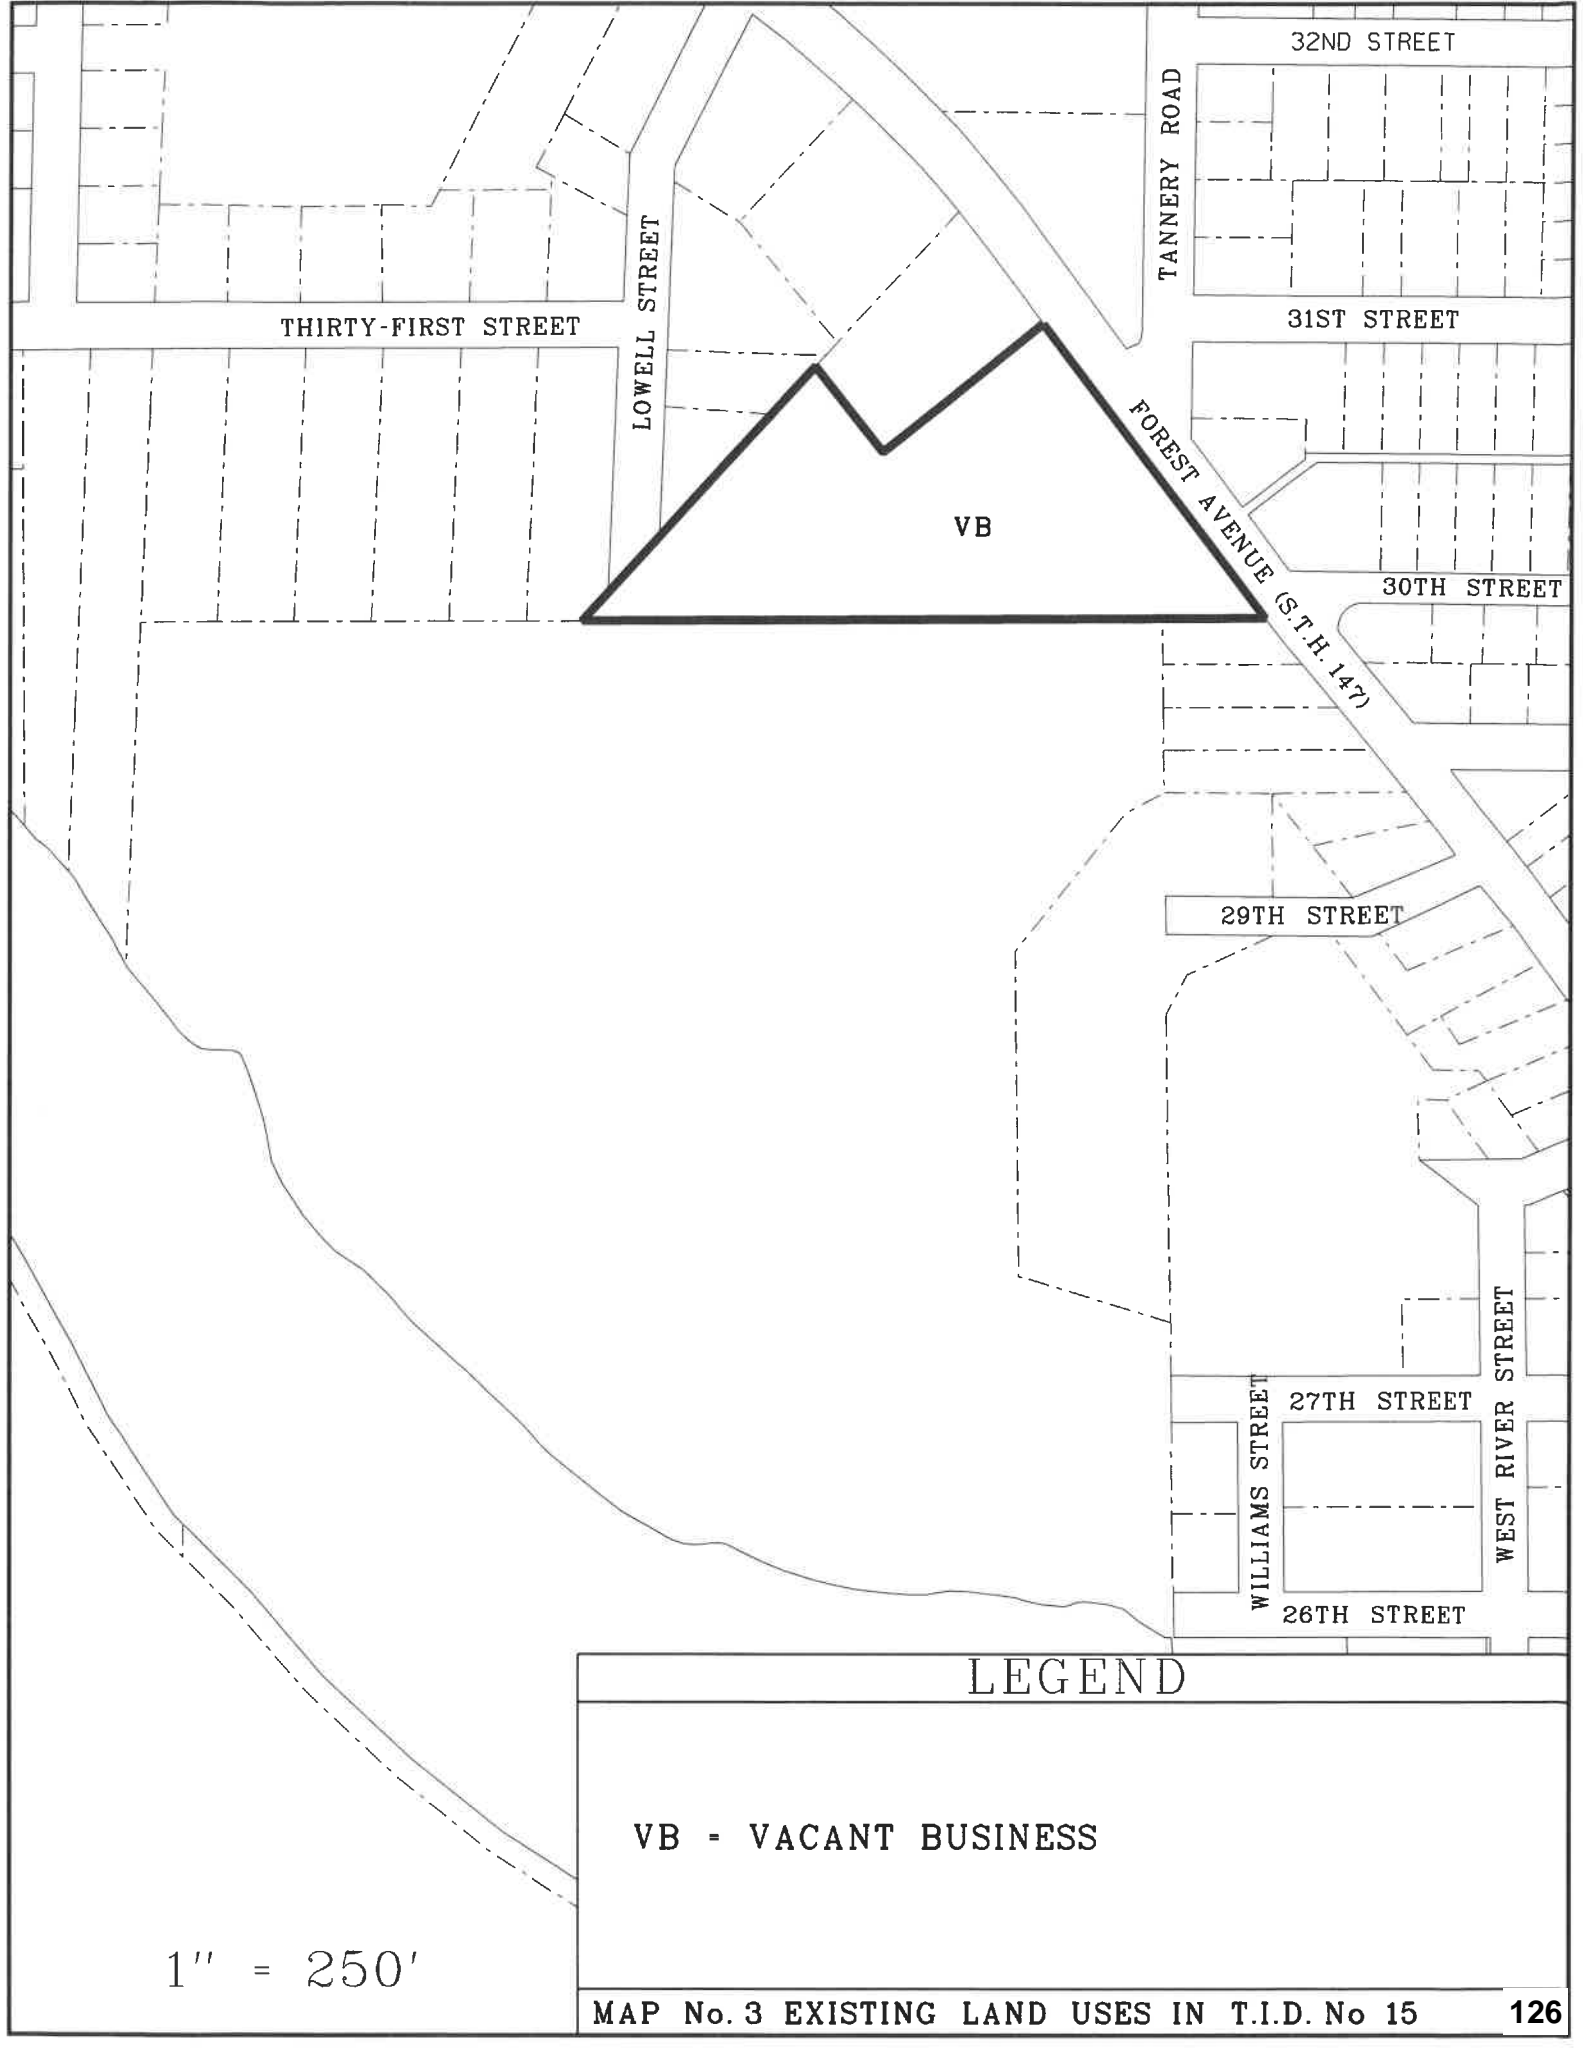 32ND STREET
TANNERY ROAD
31ST STREET
THIRTY-FIRST STREET
LOWELL STREET
FOREST AVENUE (S.T.H. 147)
VB
30TH STREET
29TH STREET
WEST RIVER STREET
27TH STREET
WILLIAMS STREET
26TH STREET
LEGEND
VB = VACANT BUSINESS
1" = 250'
MAP No. 3 EXISTING LAND USES IN T.I.D. No 15
126